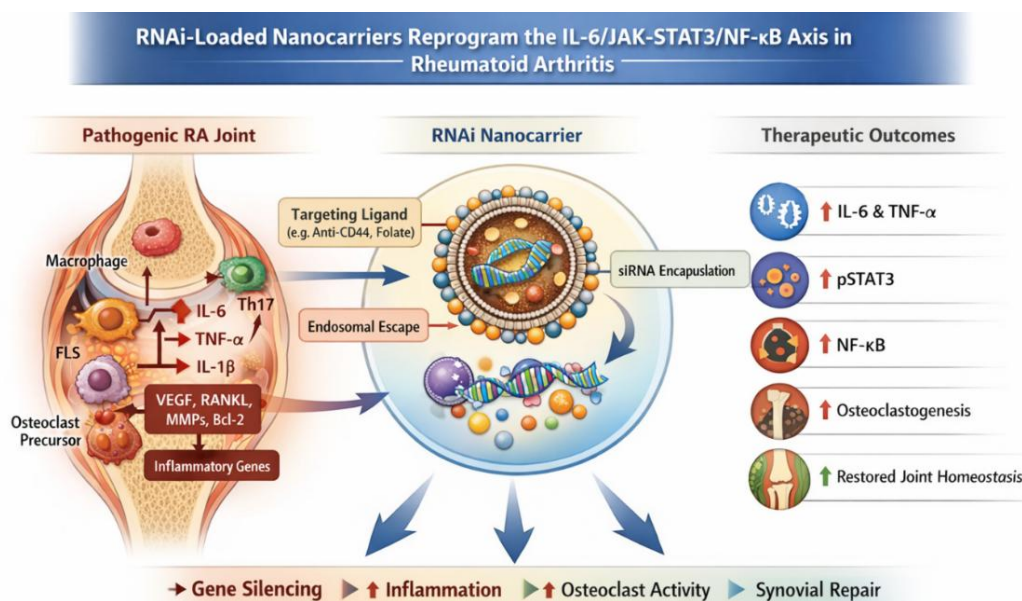 RNAi-Loaded Nanocarriers Reprogram the IL-6/JAK-STAT3/NF-κB Axis in
Rheumatoid Arthritis
Pathogenic RA Joint
Macrophage
Th17
IL-6
TNF-α
IL-1β
FLS
VEGF, RANKL,
MMPs, Bcl-2
Osteoclast
Precursor
Inflammatory Genes
RNAi Nanocarrier
Targeting Ligand
(e.g. Anti-CD44, Folate)
siRNA Encapuslation
Endosomal Escape
Therapeutic Outcomes
↑ IL-6 & TNF-α
↑ pSTAT3
↑ NF-κB
↑ Osteoclastogenesis
↑ Restored Joint Homeostasis
Gene Silencing
↑ Inflammation
↑ Osteoclast Activity
Synovial Repair